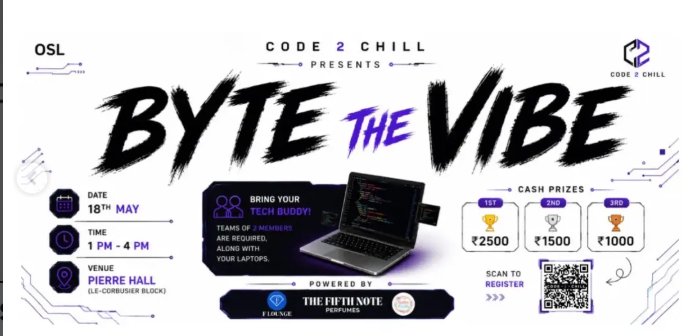 OSL
CODE 2 CHILL
PRESENTS
CODE 2 CHILL
BYTE THE VIBE
DATE
18TH MAY
TIME
1 PM - 4 PM
VENUE
PIERRE HALL
(LE-CORBUSIER BLOCK)
BRING YOUR
TECH BUDDY!
TEAMS OF 2 MEMBERS
ARE REQUIRED,
ALONG WITH
YOUR LAPTOPS.
CASH PRIZES
1ST
₹2500
2ND
₹1500
3RD
₹1000
SCAN TO
REGISTER
>>>
POWERED BY
F LOUNGE
THE FIFTH NOTE
PERFUMES